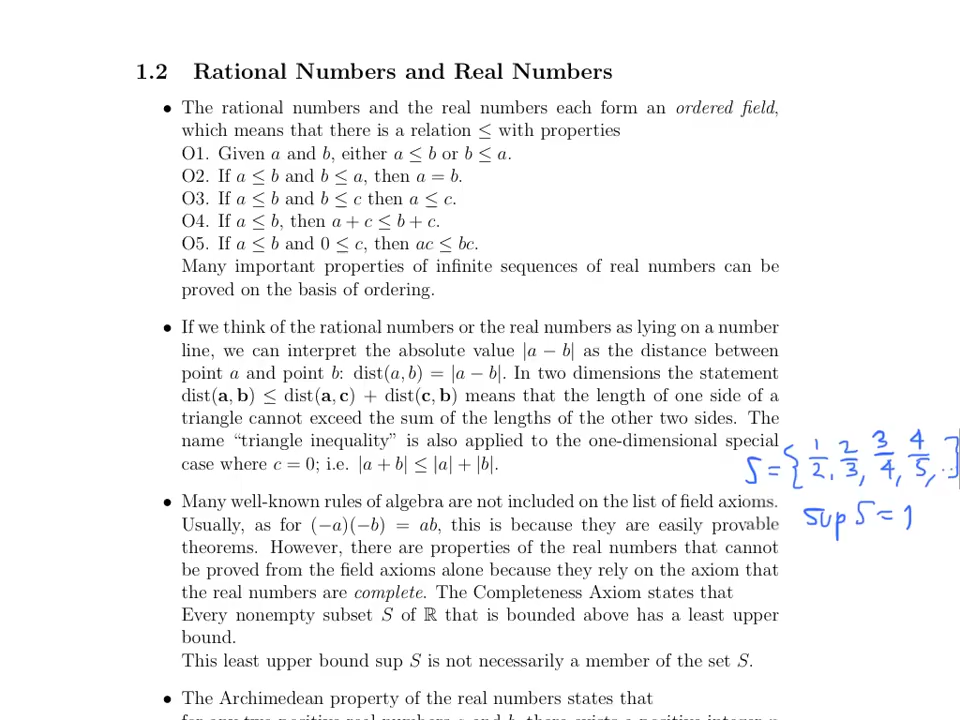 1.2 Rational Numbers and Real Numbers
• The rational numbers and the real numbers each form an ordered field,
which means that there is a relation ≤ with properties
O1. Given a and b, either a ≤ b or b ≤ a.
O2. If a ≤ b and b ≤ a, then a = b.
O3. If a ≤ b and b ≤ c then a ≤ c.
O4. If a ≤ b, then a + c ≤ b + c.
O5. If a ≤ b and 0 ≤ c, then ac ≤ bc.
Many important properties of infinite sequences of real numbers can be
proved on the basis of ordering.
• If we think of the rational numbers or the real numbers as lying on a number
line, we can interpret the absolute value |a − b| as the distance between
point a and point b: dist(a, b) = |a − b|. In two dimensions the statement
dist(a, b) ≤ dist(a, c) + dist(c, b) means that the length of one side of a
triangle cannot exceed the sum of the lengths of the other two sides. The
name “triangle inequality” is also applied to the one-dimensional special
case where c = 0; i.e. |a + b| ≤ |a| + |b|.
S = {1/2, 2/3, 3/4, 4/5, ...}
• Many well-known rules of algebra are not included on the list of field axioms.
Usually, as for (−a)(−b) = ab, this is because they are easily provable
sup S = 1
theorems. However, there are properties of the real numbers that cannot
be proved from the field axioms alone because they rely on the axiom that
the real numbers are complete. The Completeness Axiom states that
Every nonempty subset S of ℝ that is bounded above has a least upper
bound.
This least upper bound sup S is not necessarily a member of the set S.
• The Archimedean property of the real numbers states that